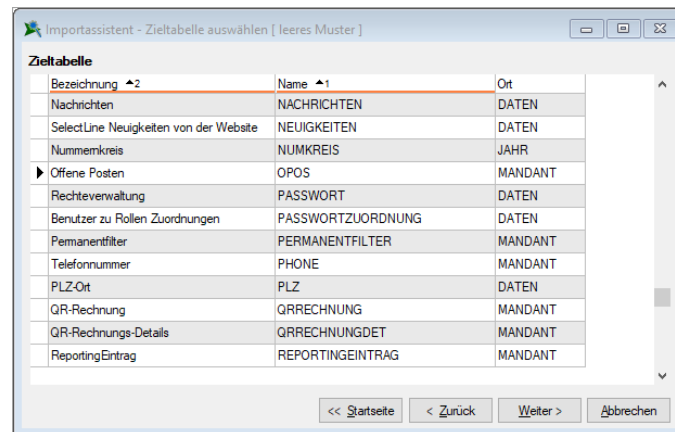 Importassistent - Zieltabelle auswählen [ leeres Muster ]
Zieltabelle
Bezeichnung 2 Name 1 Ort
Nachrichten NACHRICHTEN DATEN
SelectLine Neuigkeiten von der Website NEUIGKEITEN DATEN
Nummernkreis NUMKREIS JAHR
Offene Posten OPOS MANDANT
Rechteverwaltung PASSWORT DATEN
Benutzer zu Rollen Zuordnungen PASSWORTZUORDNUNG DATEN
Permanentfilter PERMANENTFILTER MANDANT
Telefonnummer PHONE MANDANT
PLZ-Ort PLZ DATEN
QR-Rechnung QRRECHNUNG MANDANT
QR-Rechnungs-Details QRRECHNUNGDET MANDANT
ReportingEintrag REPORTINGEINTRAG MANDANT
<< Startseite < Zurück Weiter > Abbrechen